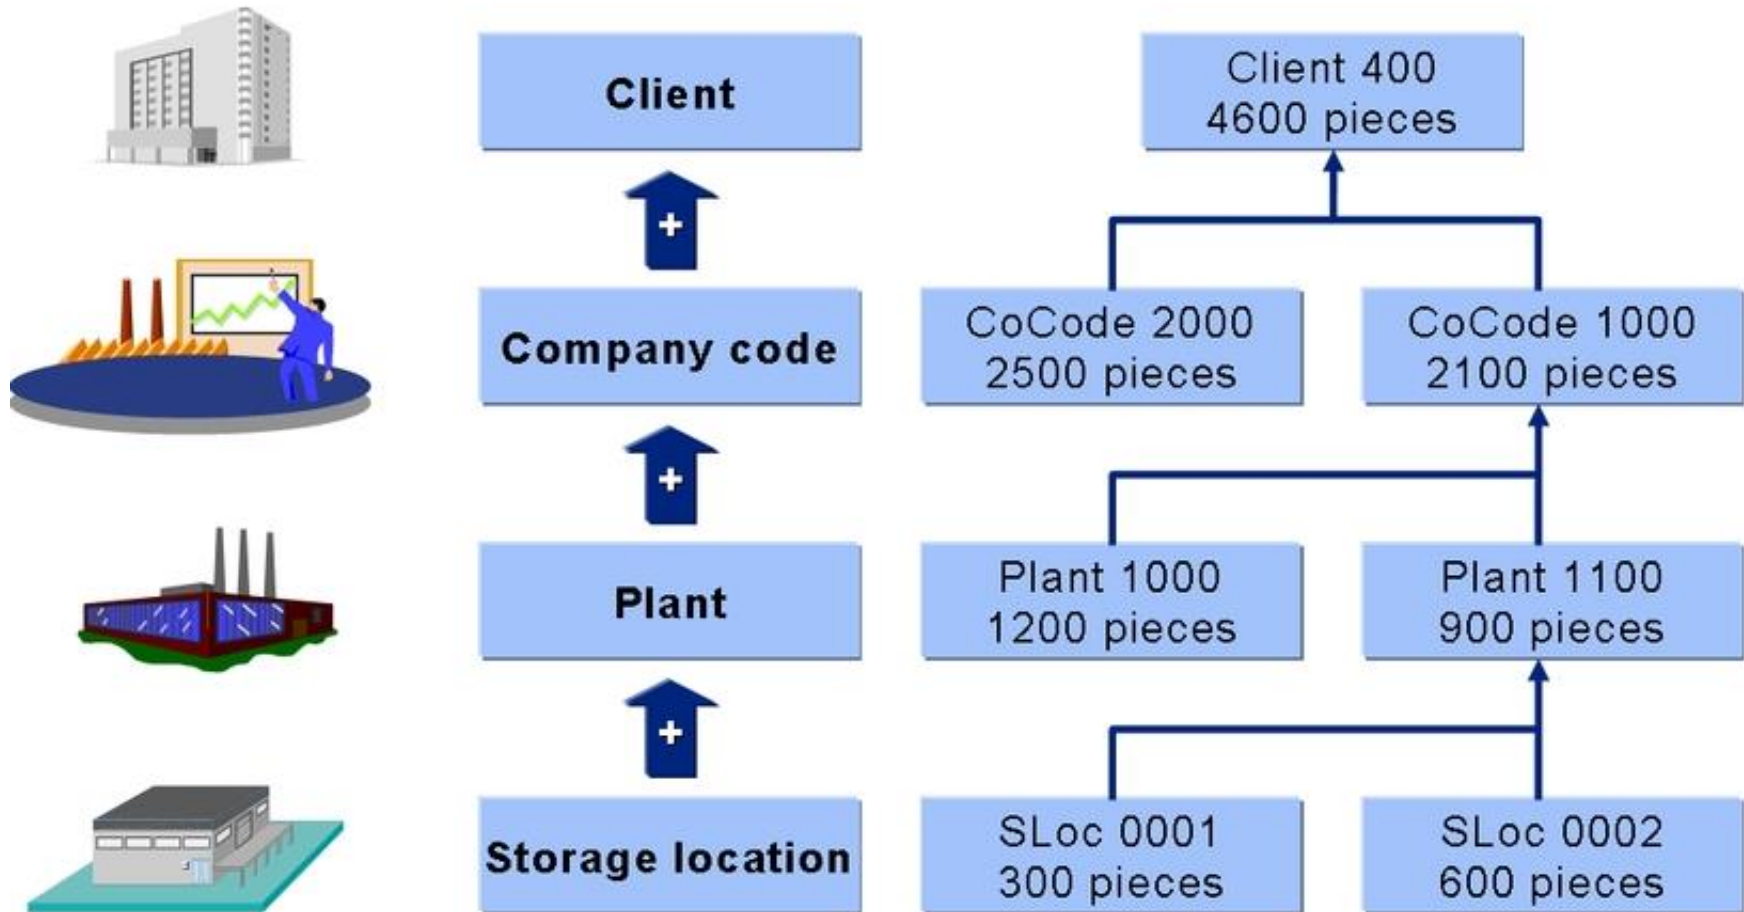 Client
Client 400
4600 pieces
+
Company code
CoCode 2000
2500 pieces
CoCode 1000
2100 pieces
+
Plant
Plant 1000
1200 pieces
Plant 1100
900 pieces
+
Storage location
SLoc 0001
300 pieces
SLoc 0002
600 pieces